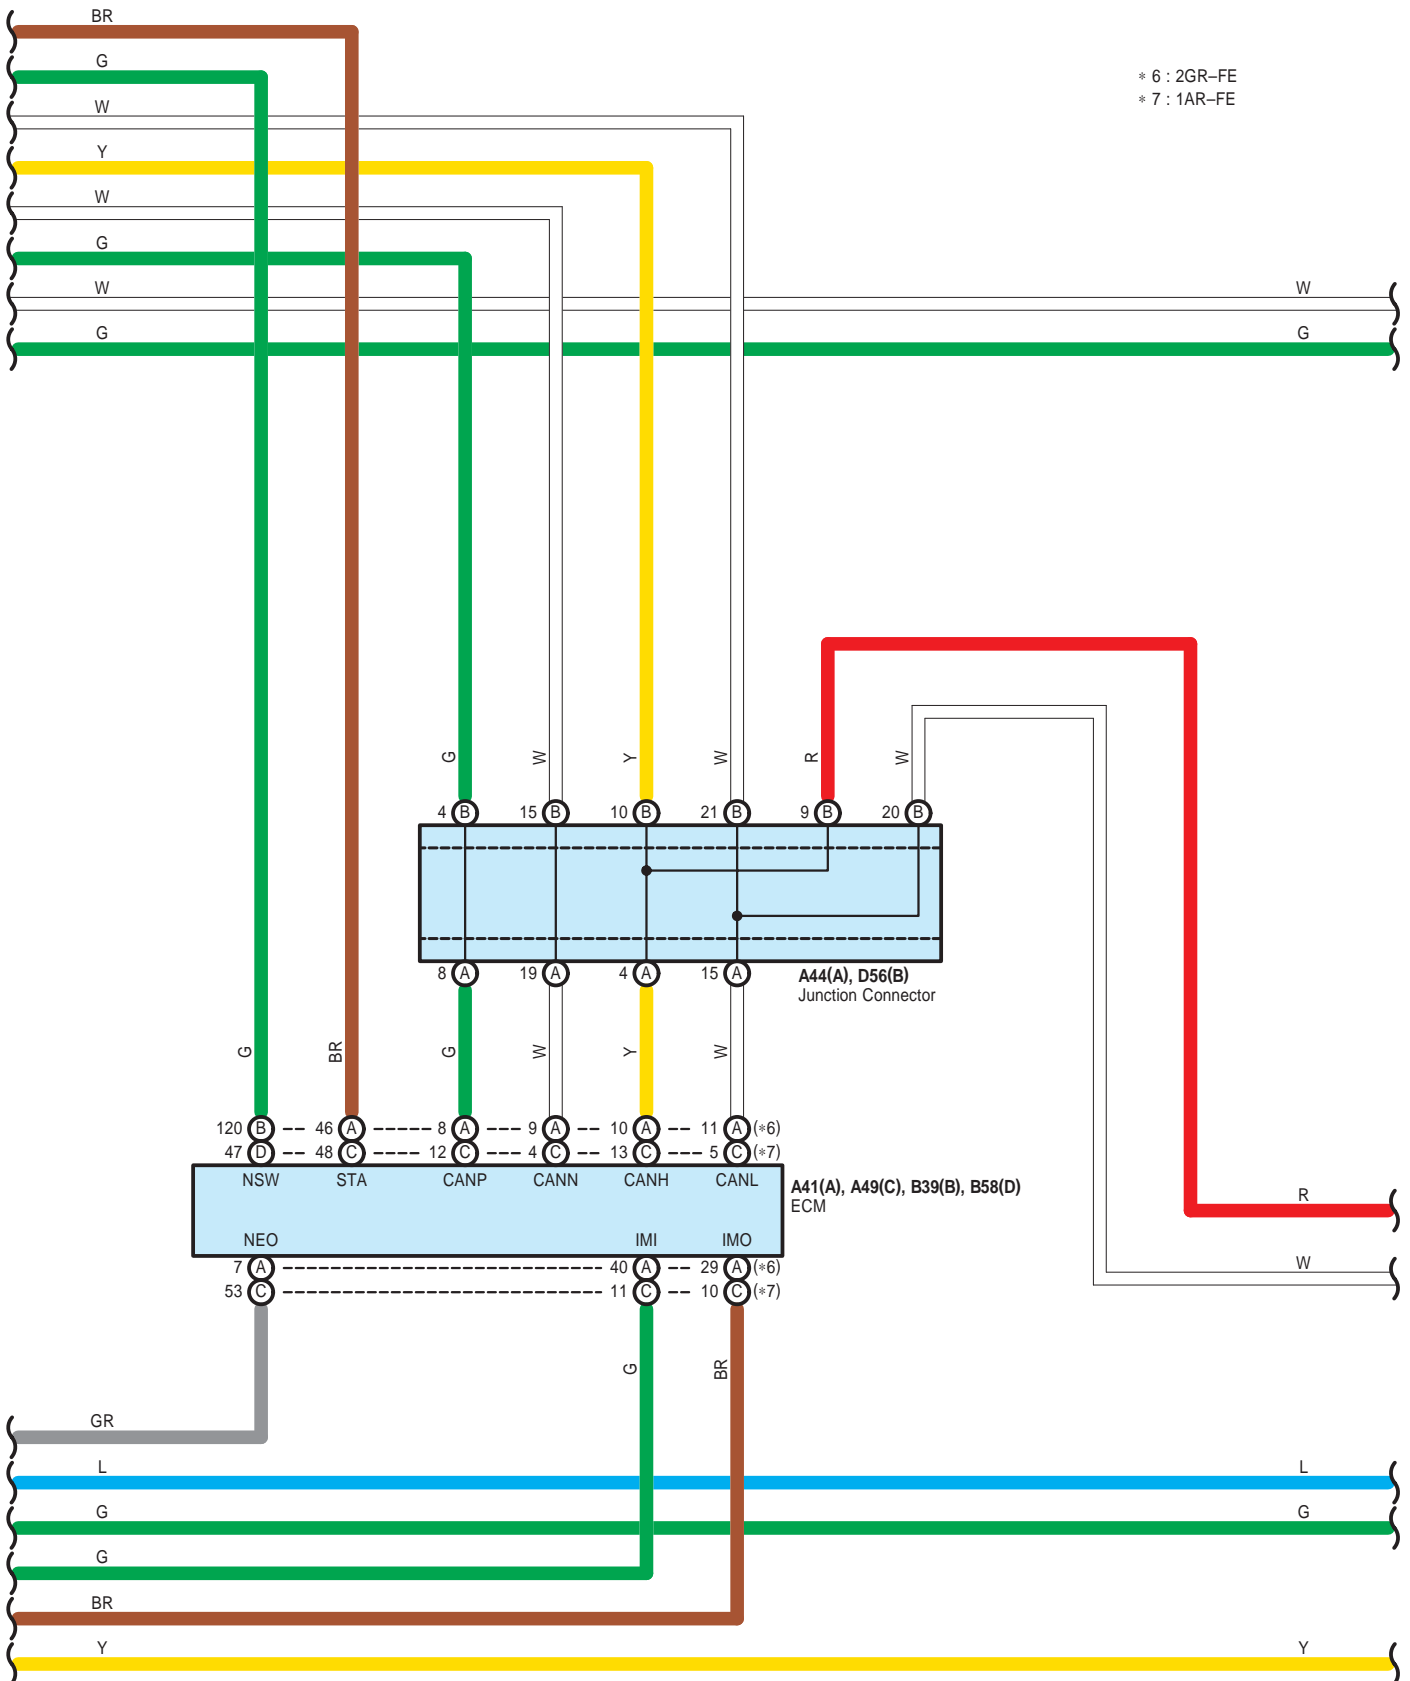 BR
G
∗ 6 : 2GR–FE
W
∗ 7 : 1AR–FE
Y
W
G
W W
G G
G W Y W R W
4 B 15 B 10 B 21 B 9 B 20 B
8 A 19 A 4 A 15 A
A44(A), D56(B)
Junction Connector
G BR G W Y W
120 B 46 A 8 A 9 A 10 A 11 A (∗6)
47 D 48 C 12 C 4 C 13 C 5 C (∗7)
NSW STA CANP CANN CANH CANL
A41(A), A49(C), B39(B), B58(D)
ECM
R
NEO IMI IMO
7 A 40 A 29 A (∗6)
W
53 C 11 C 10 C (∗7)
G BR
GR
L L
G G
G
BR
Y Y